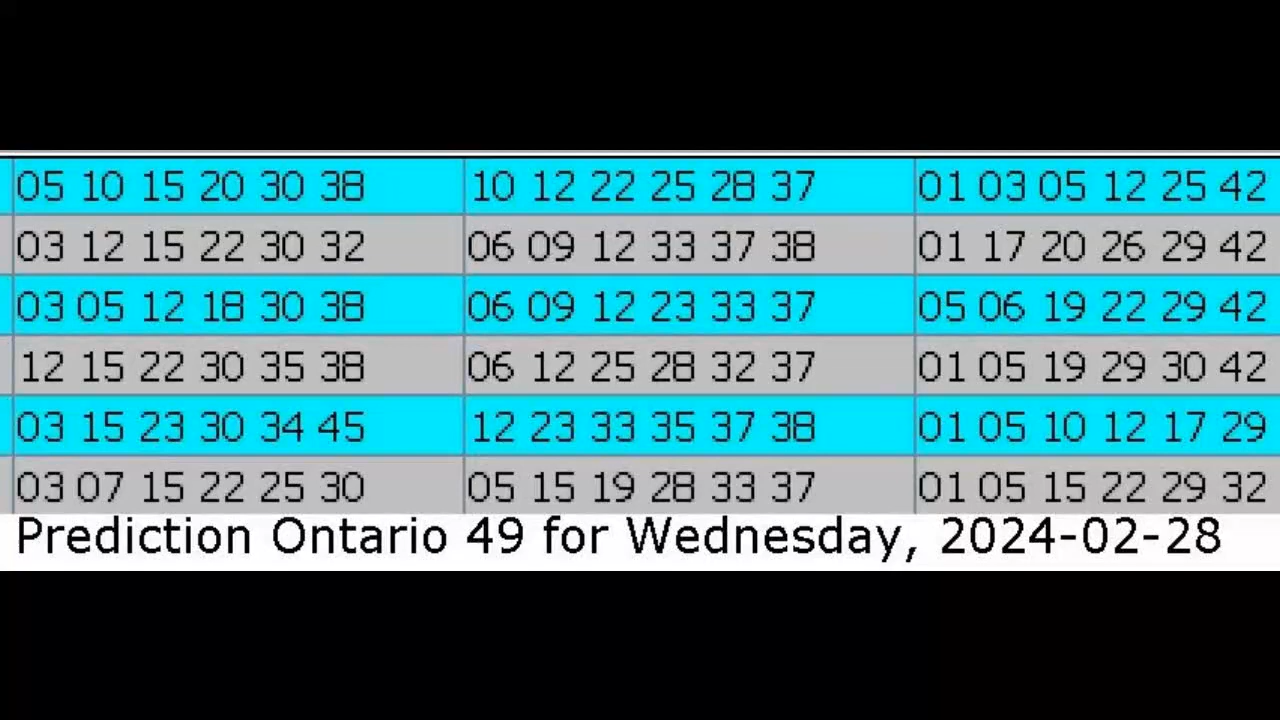 05 10 15 20 30 38 10 12 22 25 28 37 01 03 05 12 25 42
03 12 15 22 30 32 06 09 12 33 37 38 01 17 20 26 29 42
03 05 12 18 30 38 06 09 12 23 33 37 05 06 19 22 29 42
12 15 22 30 35 38 06 12 25 28 32 37 01 05 19 29 30 42
03 15 23 30 34 45 12 23 33 35 37 38 01 05 10 12 17 29
03 07 15 22 25 30 05 15 19 28 33 37 01 05 15 22 29 32
Prediction Ontario 49 for Wednesday, 2024-02-28